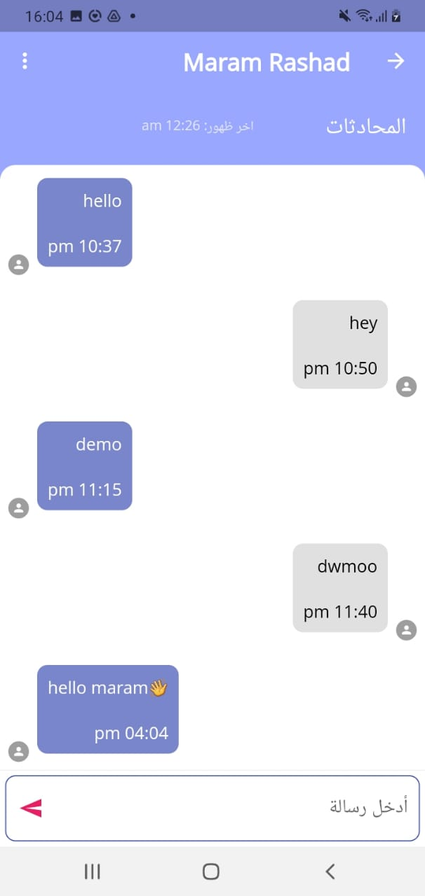 16:04
Maram Rashad
المحادثات
اخر ظهور: 12:26 am
hello
pm 10:37
hey
pm 10:50
demo
pm 11:15
dwmoo
pm 11:40
hello maram👋
pm 04:04
أدخل رسالة